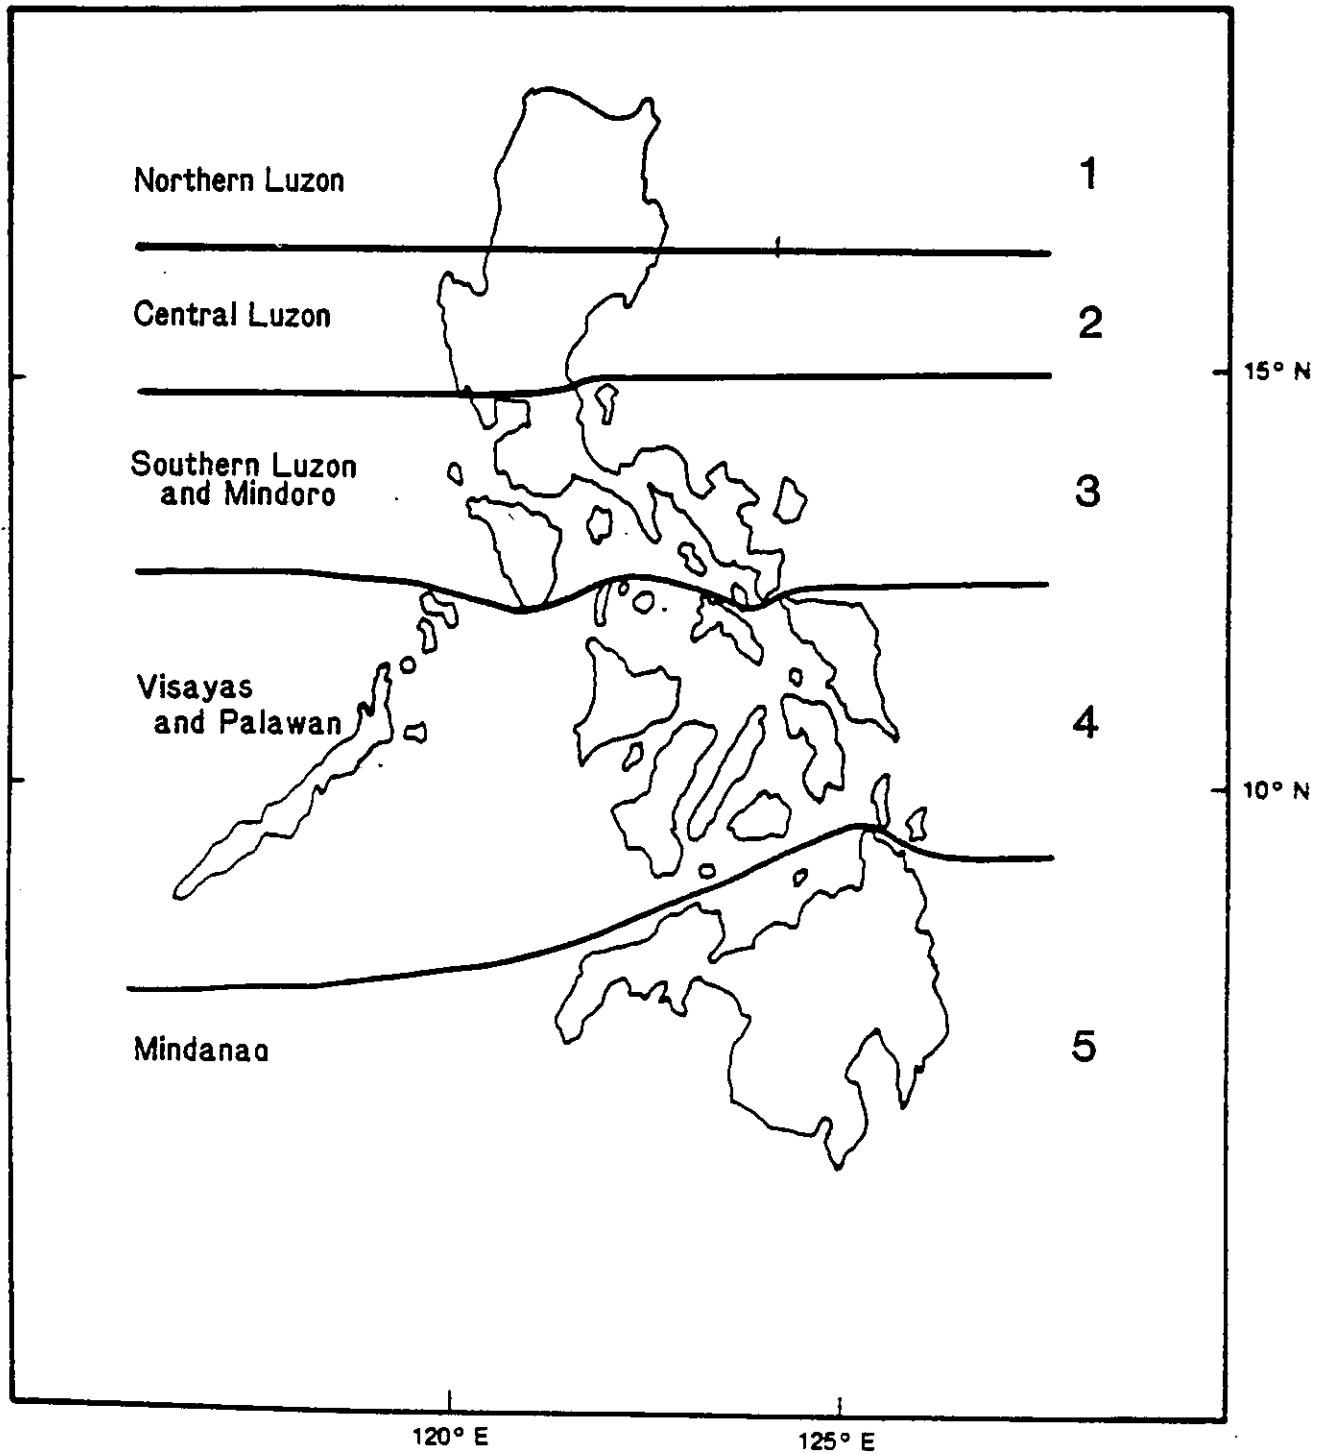 Northern Luzon
1
Central Luzon
2
15° N
Southern Luzon
and Mindoro
3
Visayas
and Palawan
4
10° N
Mindanao
5
120° E
125° E